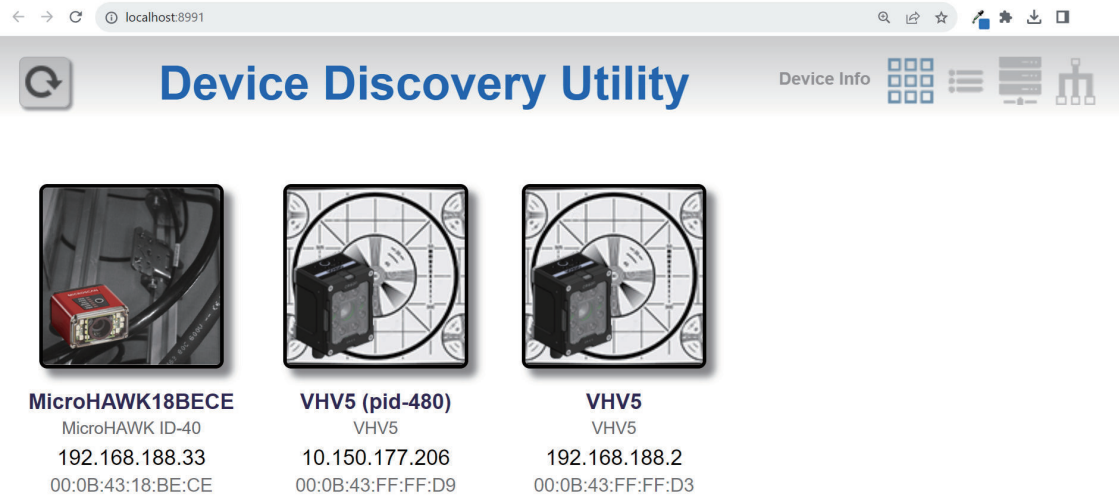 localhost:8991
Device Discovery Utility
Device Info
MicroHAWK18BECE
MicroHAWK ID-40
192.168.188.33
00:0B:43:18:BE:CE
VHV5 (pid-480)
VHV5
10.150.177.206
00:0B:43:FF:FF:D9
VHV5
VHV5
192.168.188.2
00:0B:43:FF:FF:D3